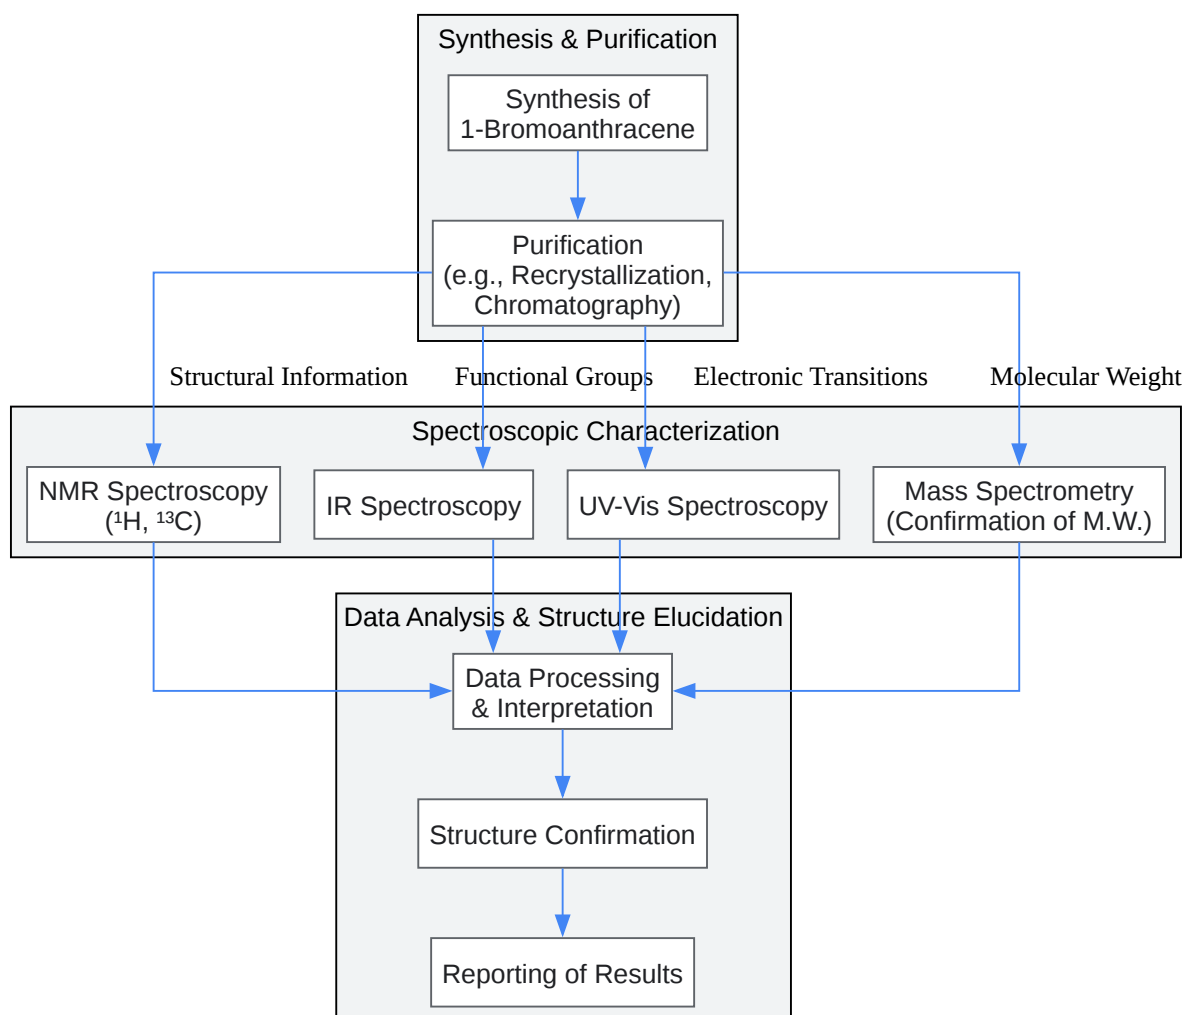 Synthesis & Purification
Synthesis of
1-Bromoanthracene
Purification
(e.g., Recrystallization,
Chromatography)
Structural Information
Functional Groups
Electronic Transitions
Molecular Weight
Spectroscopic Characterization
NMR Spectroscopy
(¹H, ¹³C)
IR Spectroscopy
UV-Vis Spectroscopy
Mass Spectrometry
(Confirmation of M.W.)
Data Analysis & Structure Elucidation
Data Processing
& Interpretation
Structure Confirmation
Reporting of Results